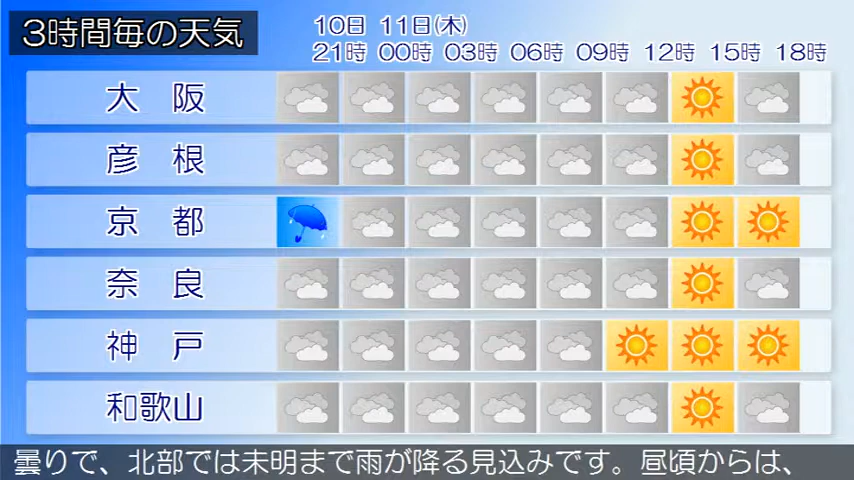 3時間毎の天気
10日 11日(木)
21時 00時 03時 06時 09時 12時 15時 18時
大阪
彦根
京都
奈良
神戸
和歌山
曇りで、北部では未明まで雨が降る見込みです。昼頃からは、